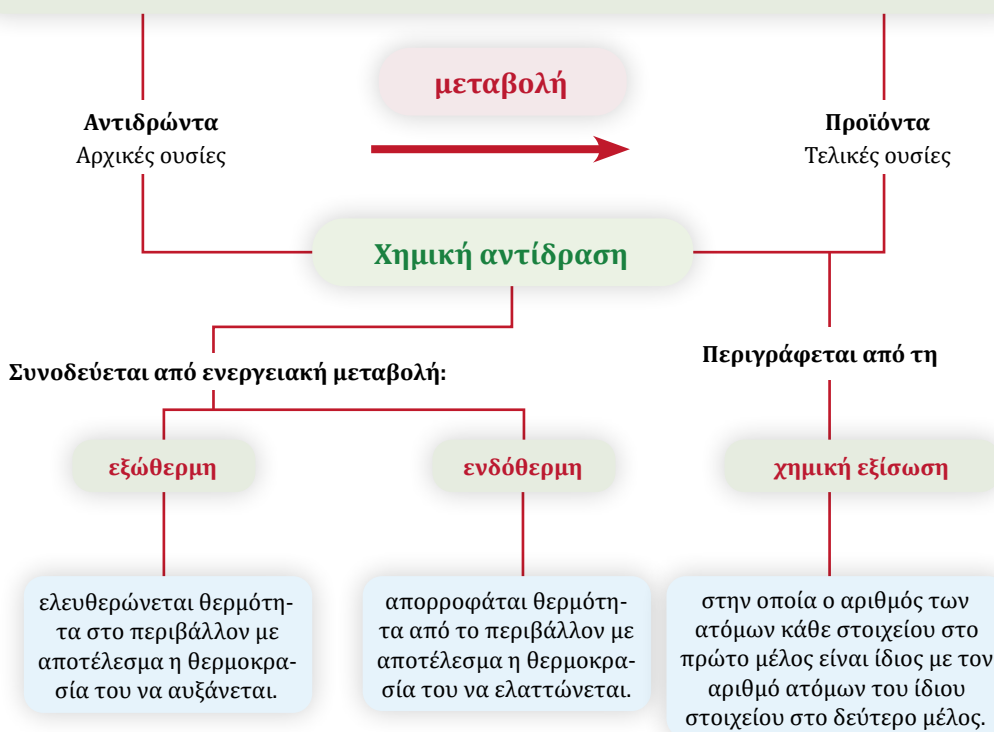 μεταβολή
Αντιδρώντα
Αρχικές ουσίες
Προϊόντα
Τελικές ουσίες
Χημική αντίδραση
Συνοδεύεται από ενεργειακή μεταβολή:
Περιγράφεται από τη
εξώθερμη
ενδόθερμη
χημική εξίσωση
ελευθερώνεται θερμότη-
τα στο περιβάλλον με
αποτέλεσμα η θερμοκρα-
σία του να αυξάνεται.
απορροφάται θερμότη-
τα από το περιβάλλον με
αποτέλεσμα η θερμοκρα-
σία του να ελαττώνεται.
στην οποία ο αριθμός των
ατόμων κάθε στοιχείου στο
πρώτο μέλος είναι ίδιος με τον
αριθμό ατόμων του ίδιου
στοιχείου στο δεύτερο μέλος.